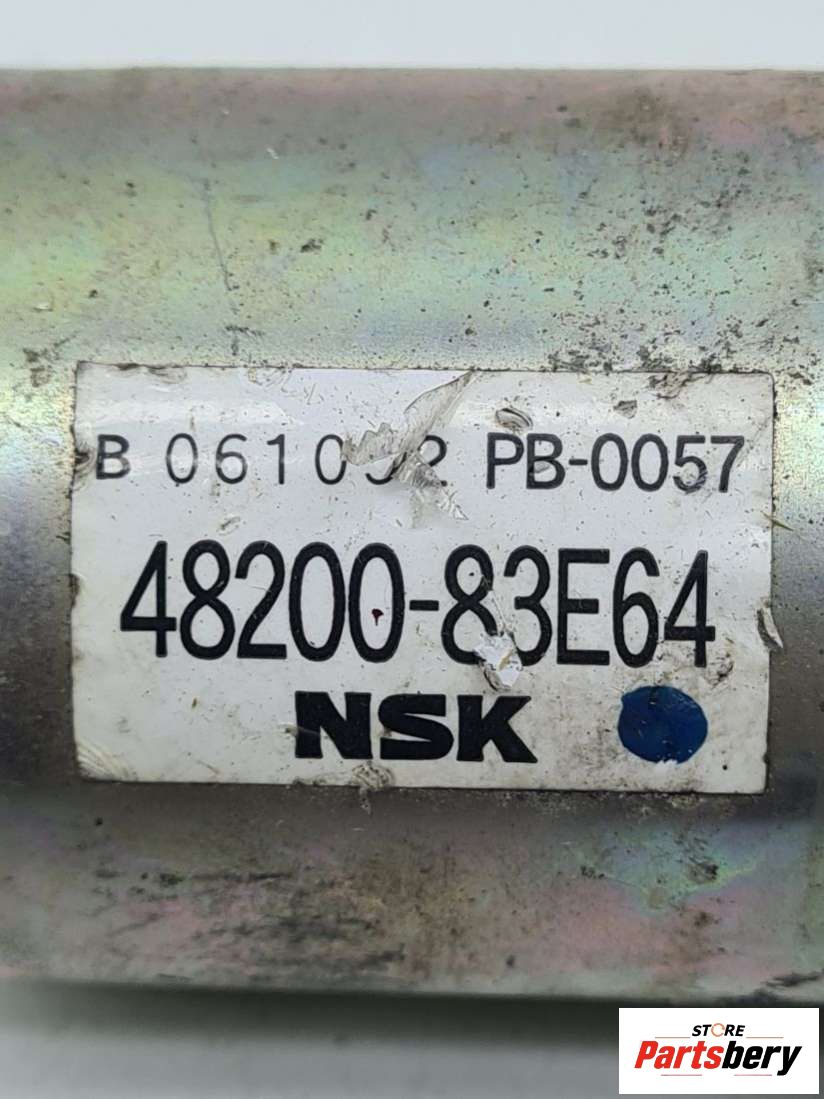 B PB-0057
48200-83E64
NSK
STORE
Partsbery